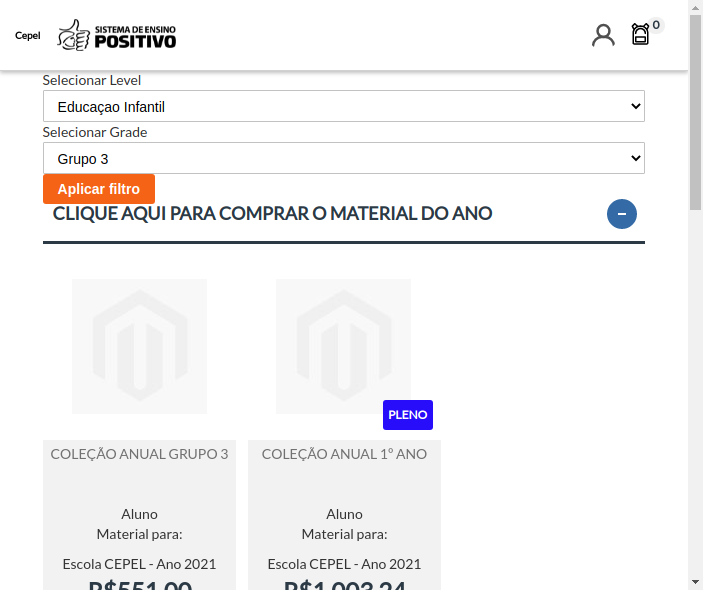 Cepel
SISTEMA DE ENSINO
POSITIVO
0
Selecionar Level
Educaçao Infantil
Selecionar Grade
Grupo 3
Aplicar filtro
CLIQUE AQUI PARA COMPRAR O MATERIAL DO ANO
PLENO
COLEÇÃO ANUAL GRUPO 3
Aluno
Material para:
Escola CEPEL - Ano 2021
R$551,00
COLEÇÃO ANUAL 1º ANO
Aluno
Material para:
Escola CEPEL - Ano 2021
R$1.003,24